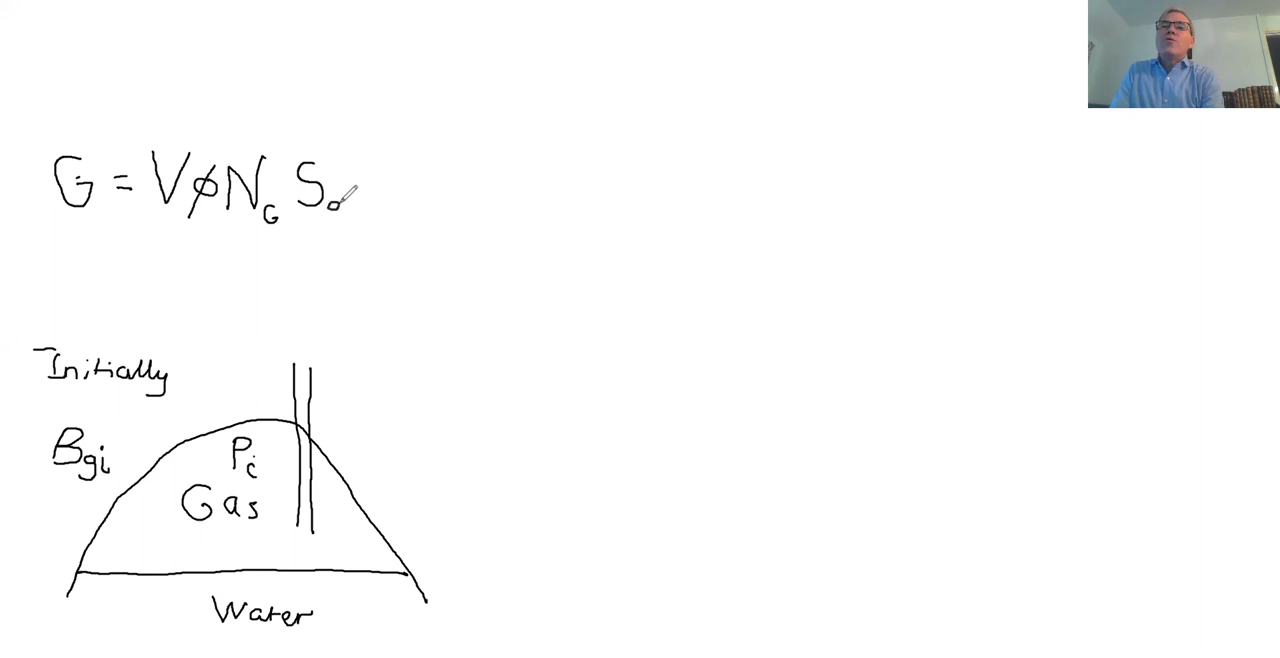 G = VϕN_G S_o
Initially
B_gi
P_i
Gas
Water